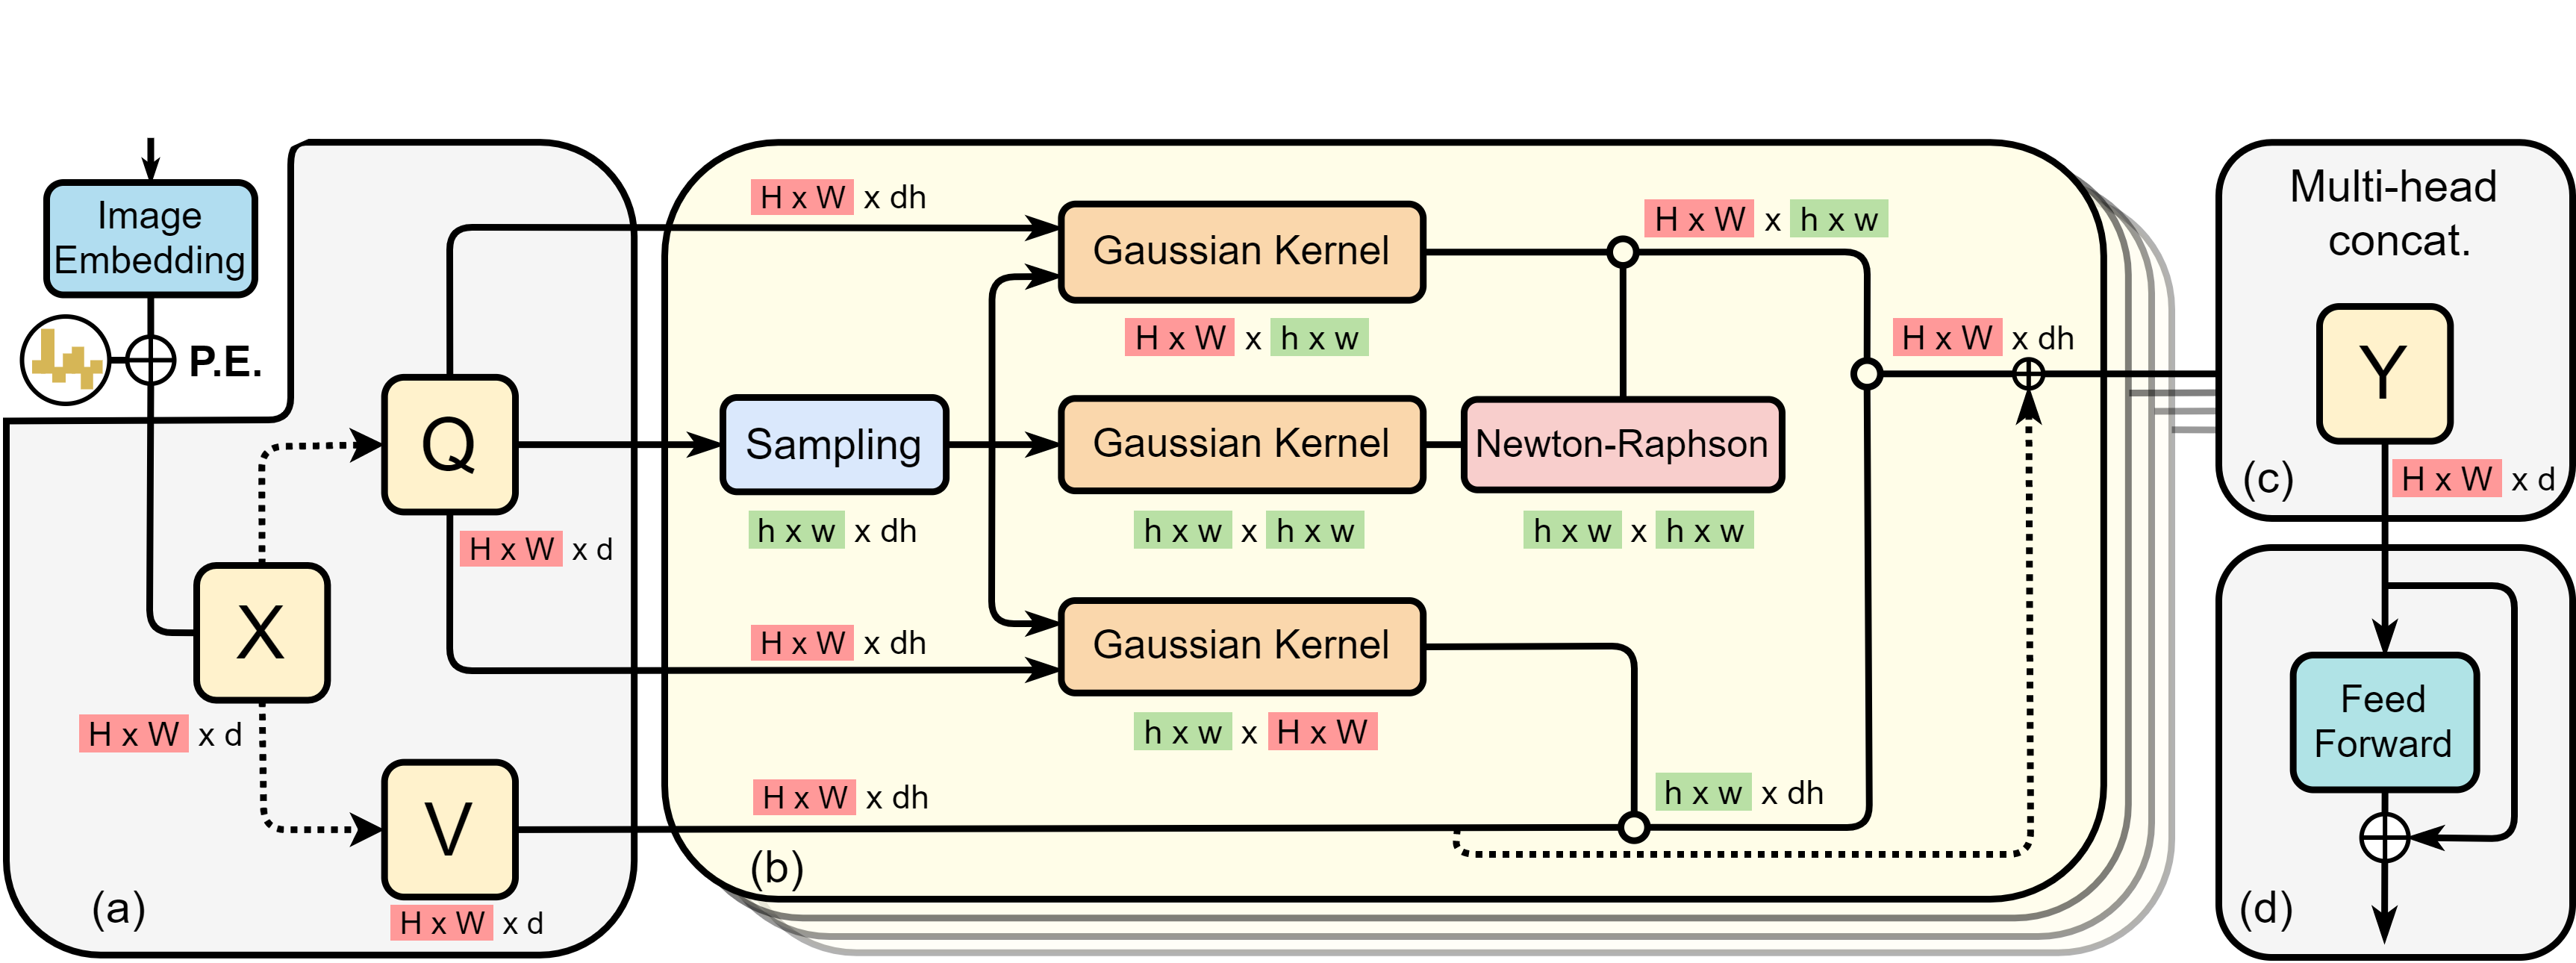 Image
Embedding
P.E.
Q
H x W x d
X
H x W x d
V
H x W x d
(a)
H x W x dh
Gaussian Kernel
H x W x h x w
H x W x h x w
Sampling
h x w x dh
Gaussian Kernel
h x w x h x w
Newton-Raphson
h x w x h x w
H x W x dh
H x W x dh
Gaussian Kernel
h x w x H x W
H x W x dh
h x w x dh
(b)
Multi-head
concat.
Y
H x W x d
(c)
Feed
Forward
(d)